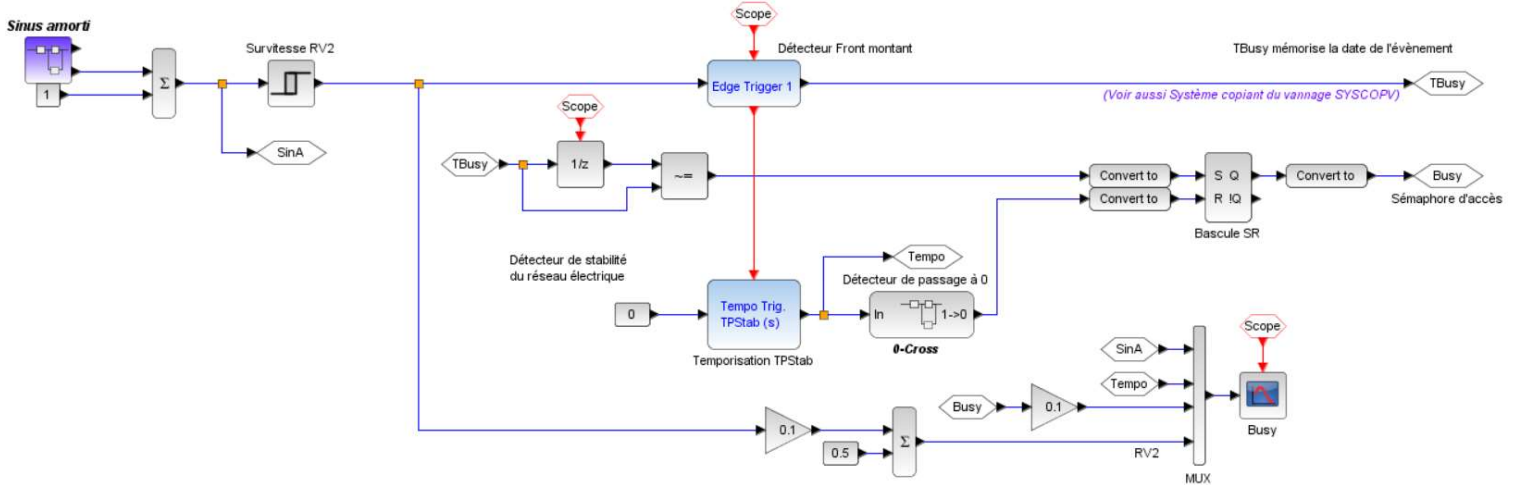 Sinus amorti
1
Σ
Survitesse RV2
SinA
Scope
Détecteur Front montant
Edge Trigger 1
TBusy mémorise la date de l'évènement
(Voir aussi Système copiant du vannage SYSCOPV)
TBusy
Scope
TBusy
1/z
~=
Convert to
Convert to
S Q
R !Q
Bascule SR
Convert to
Busy
Sémaphore d'accès
Détecteur de stabilité
du réseau électrique
0
Tempo Trig.
TPStab (s)
Temporisation TPStab
Tempo
Détecteur de passage à 0
In 1->0
0-Cross
Scope
SinA
Tempo
Busy
0.1
0.1
0.5
Σ
RV2
MUX
Busy